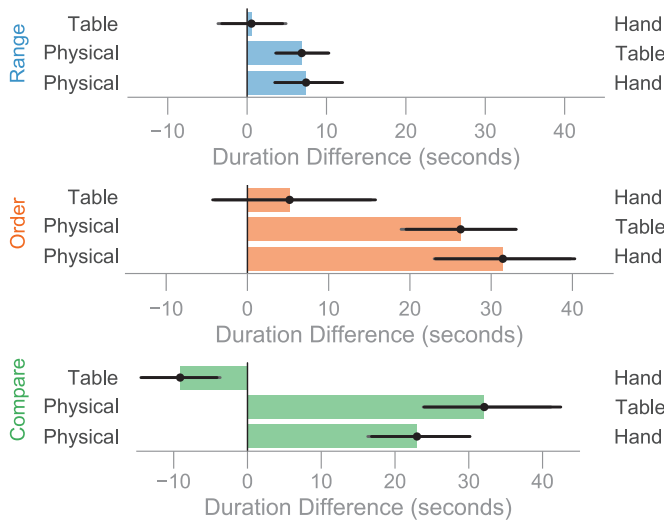 Range
Table Hand
Physical Table
Physical Hand
−10 0 10 20 30 40
Duration Difference (seconds)
Order
Table Hand
Physical Table
Physical Hand
−10 0 10 20 30 40
Duration Difference (seconds)
Compare
Table Hand
Physical Table
Physical Hand
−10 0 10 20 30 40
Duration Difference (seconds)